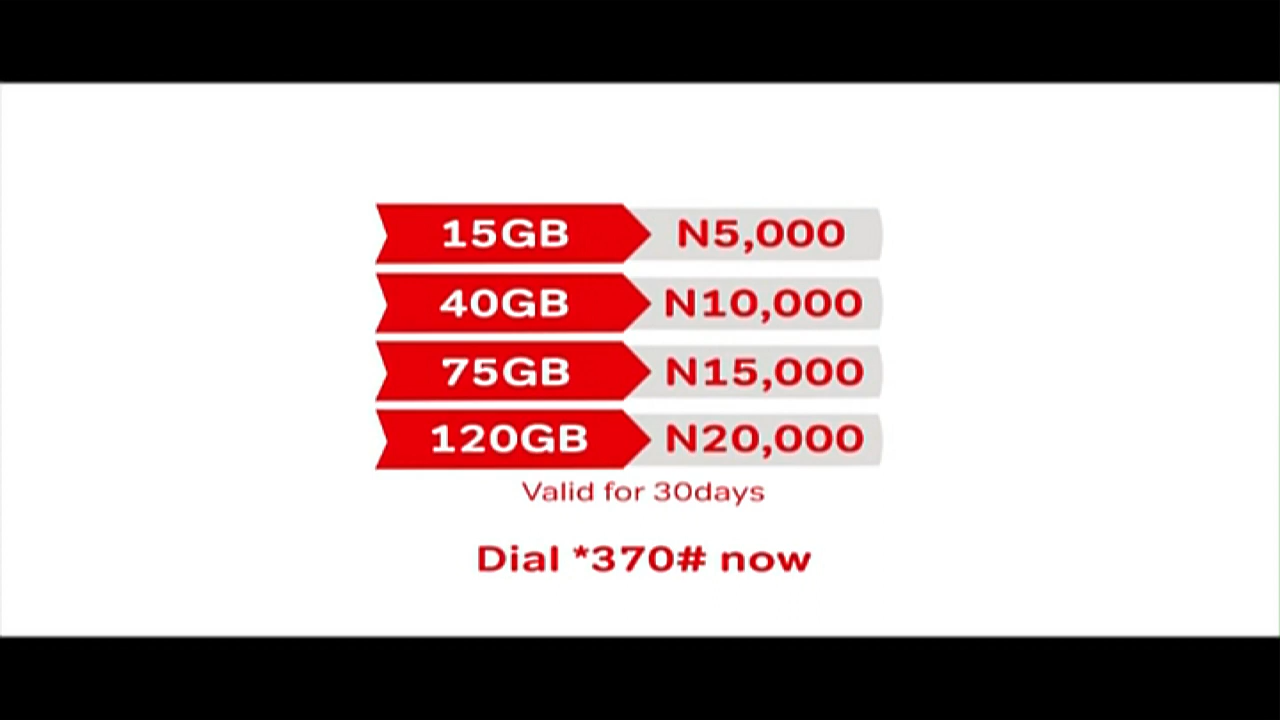 15GB N5,000
40GB N10,000
75GB N15,000
120GB N20,000
Valid for 30days
Dial *370# now